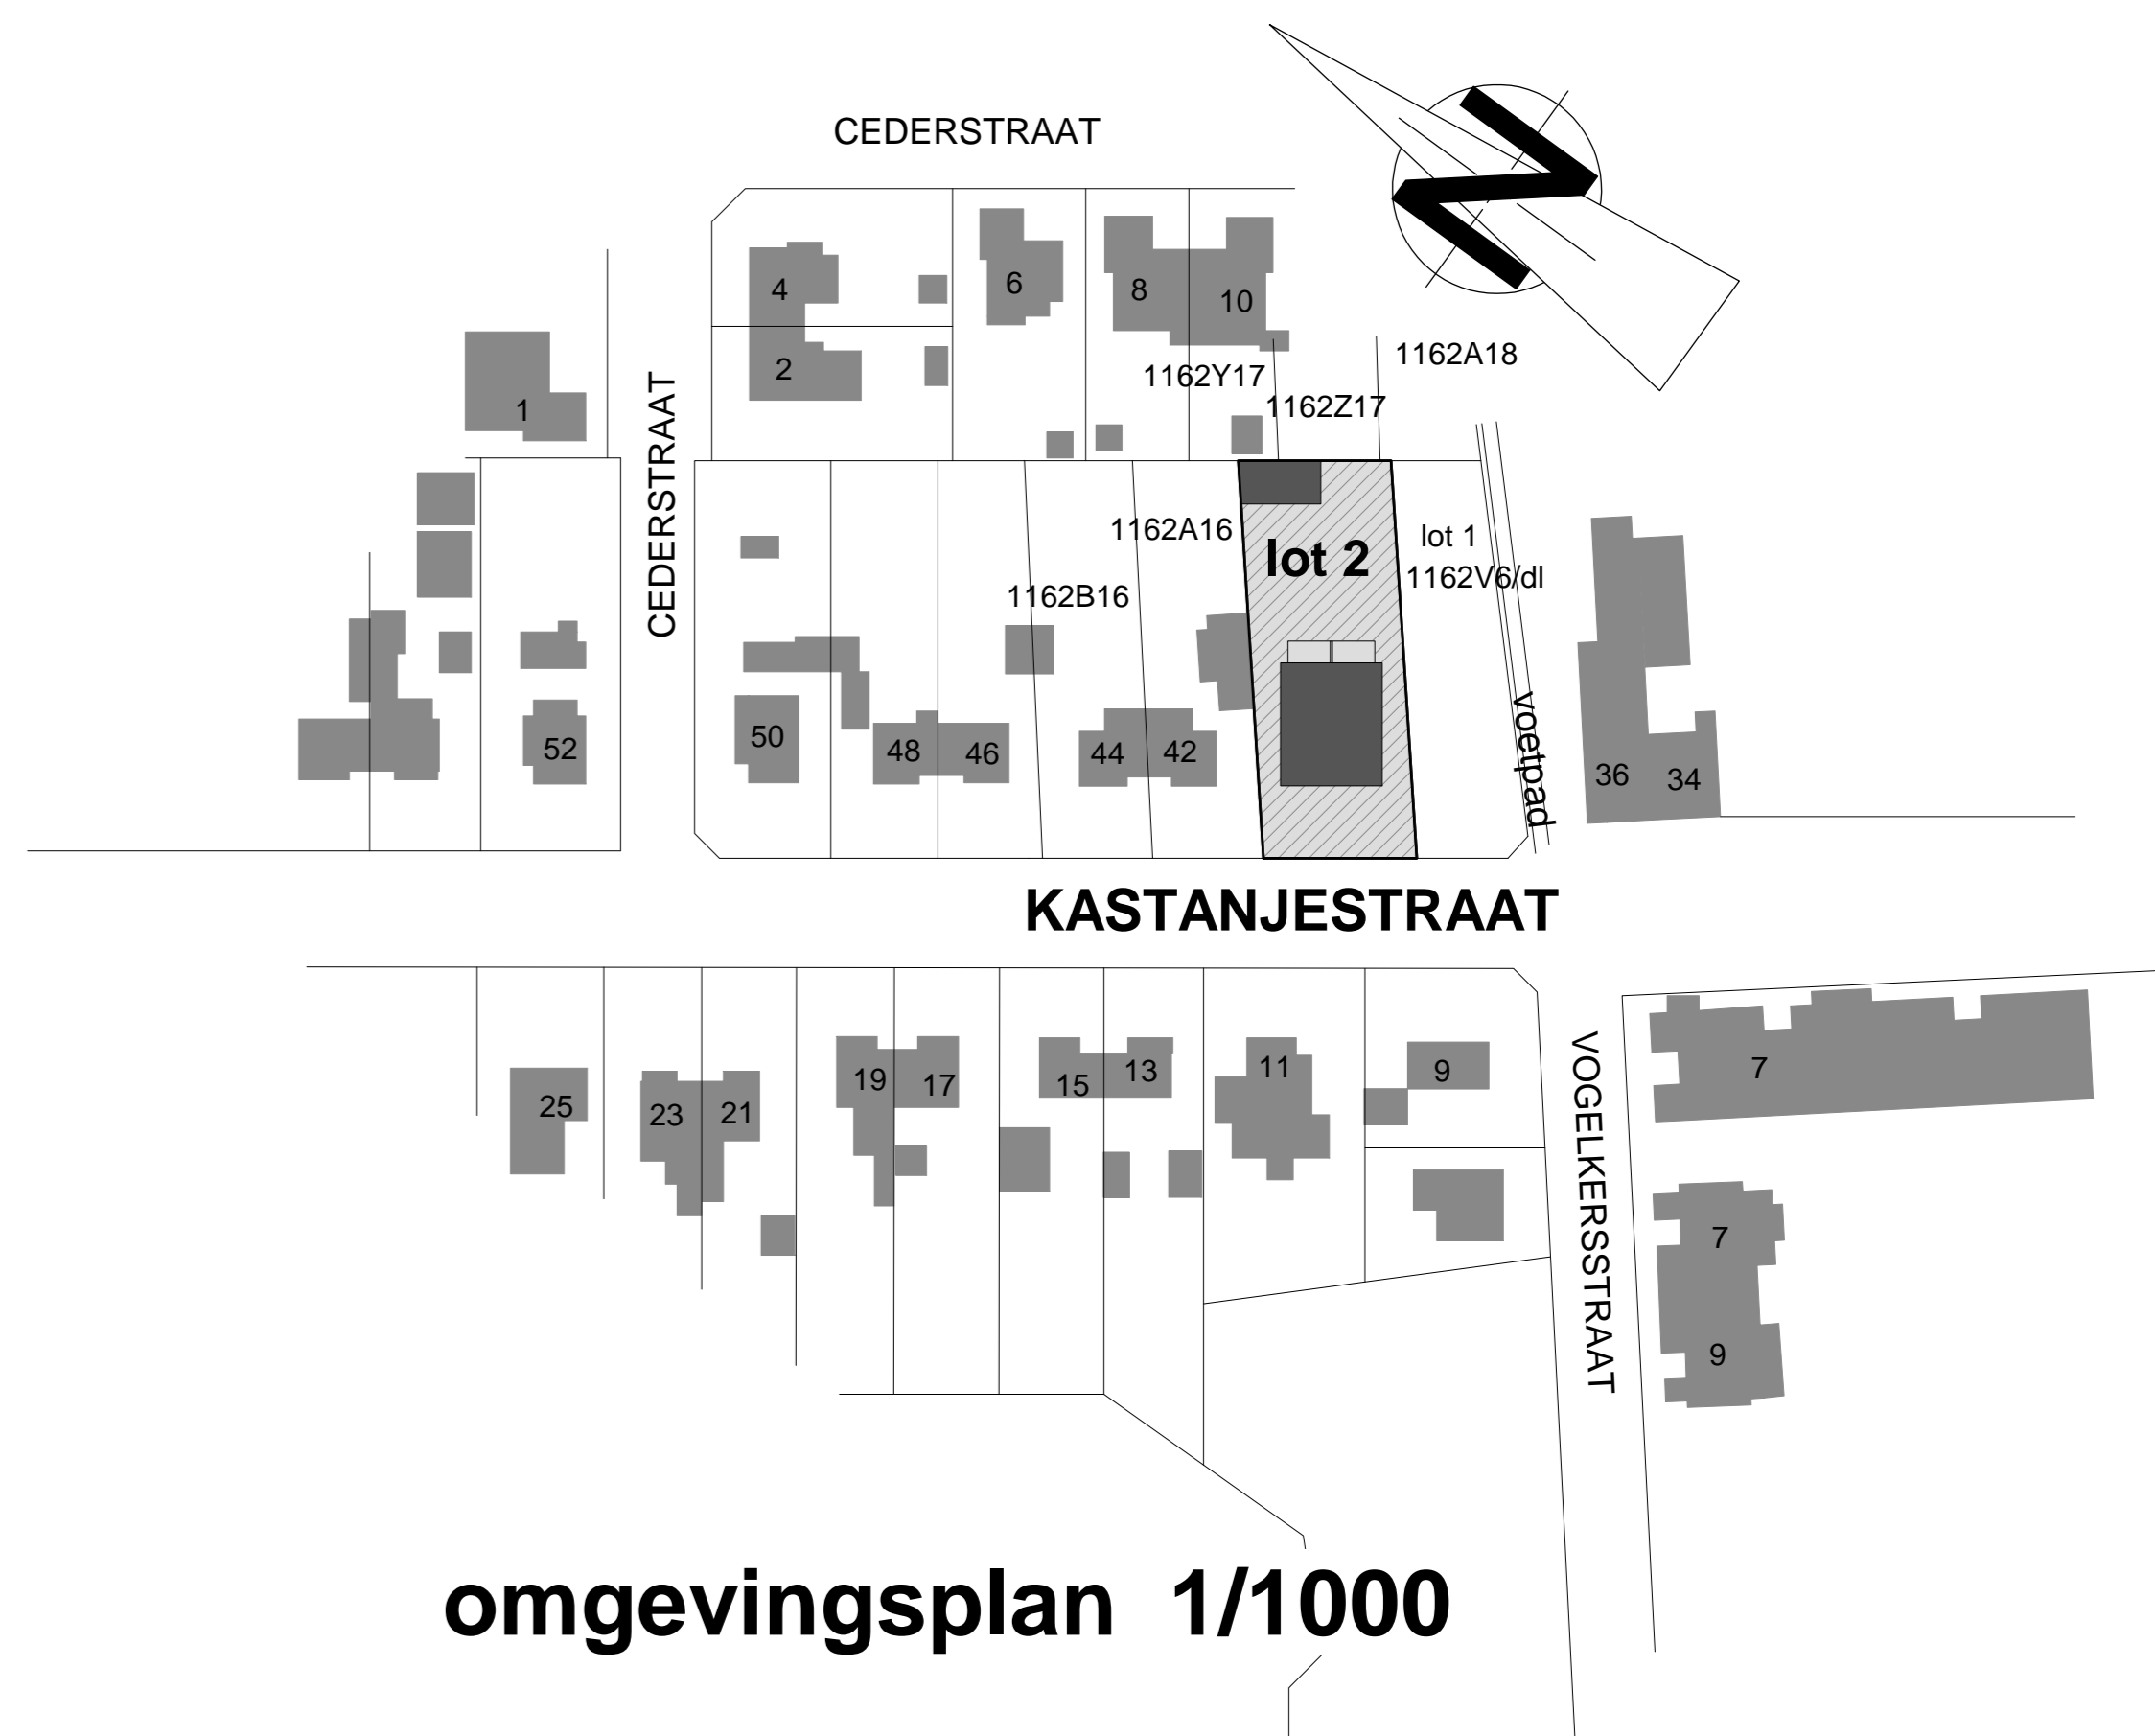 CEDERSTRAAT
4
6
8
10
2
1
1162Y17
1162A18
1162Z17
CEDERSTRAAT
1162A16
lot 2
lot 1
1162V6/dl
1162B16
voetpad
50
52
48
46
44
42
36
34
KASTANJESTRAAT
25
23
21
19
17
15
13
11
9
7
VOGELKERSSTRAAT
7
9
omgevingsplan 1/1000